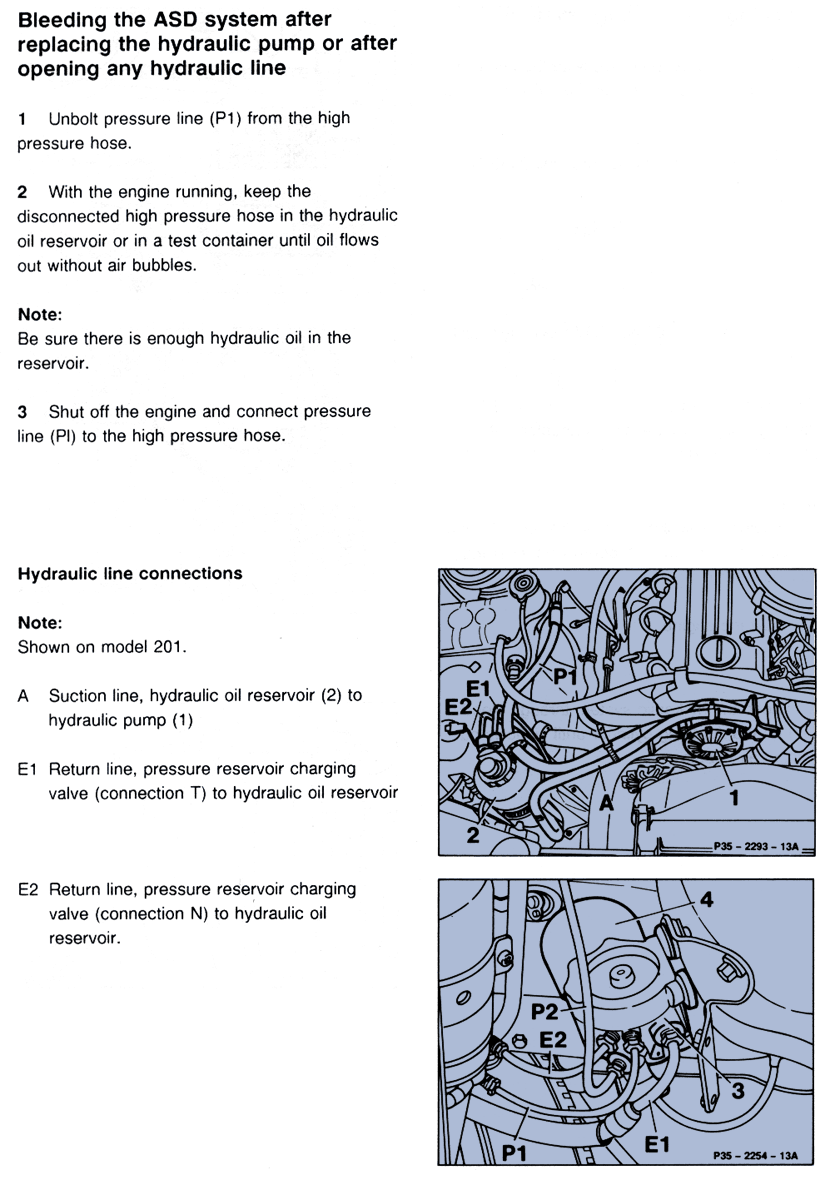 Bleeding the ASD system after
replacing the hydraulic pump or after
opening any hydraulic line
1 Unbolt pressure line (P1) from the high
pressure hose.
2 With the engine running, keep the
disconnected high pressure hose in the hydraulic
oil reservoir or in a test container until oil flows
out without air bubbles.
Note:
Be sure there is enough hydraulic oil in the
reservoir.
3 Shut off the engine and connect pressure
line (Pl) to the high pressure hose.
Hydraulic line connections
Note:
Shown on model 201.
A Suction line, hydraulic oil reservoir (2) to
hydraulic pump (1)
E1 Return line, pressure reservoir charging
valve (connection T) to hydraulic oil reservoir
E2 Return line, pressure reservoir charging
valve (connection N) to hydraulic oil
reservoir.
P1
E1
E2
A
1
2
P35 - 2293 - 13A
4
P2
E2
3
P1
E1
P35 - 2254 - 13A